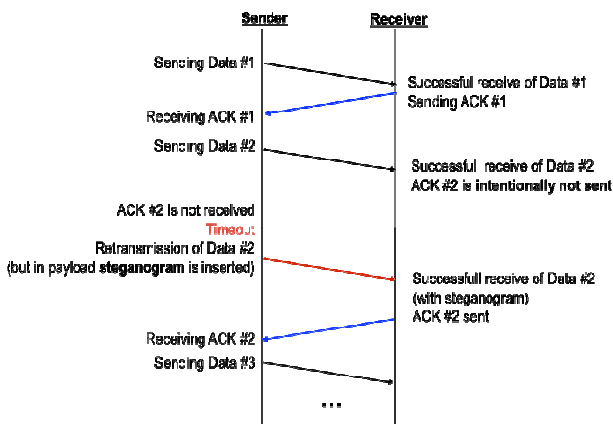 Sender
Receiver
Sending Data #1
Successful receive of Data #1
Sending ACK #1
Receiving ACK #1
Sending Data #2
Successful receive of Data #2
ACK #2 is intentionally not sent
ACK #2 is not received
Timeout
Retransmission of Data #2
(but in payload steganogram is inserted)
Successfull receive of Data #2
(with steganogram)
ACK #2 sent
Receiving ACK #2
Sending Data #3
...